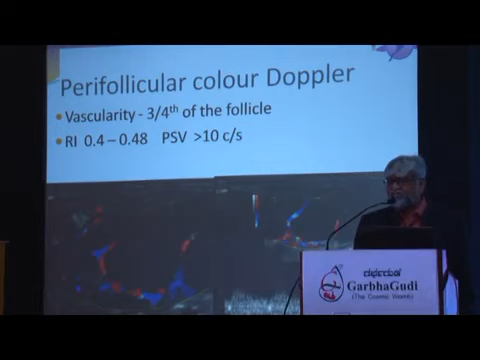 Perifollicular colour Doppler
• Vascularity - 3/4th of the follicle
• RI 0.4 – 0.48 PSV >10 c/s
ಗರ್ಭಗುಡಿ
GarbhaGudi
(The Cosmic Womb)